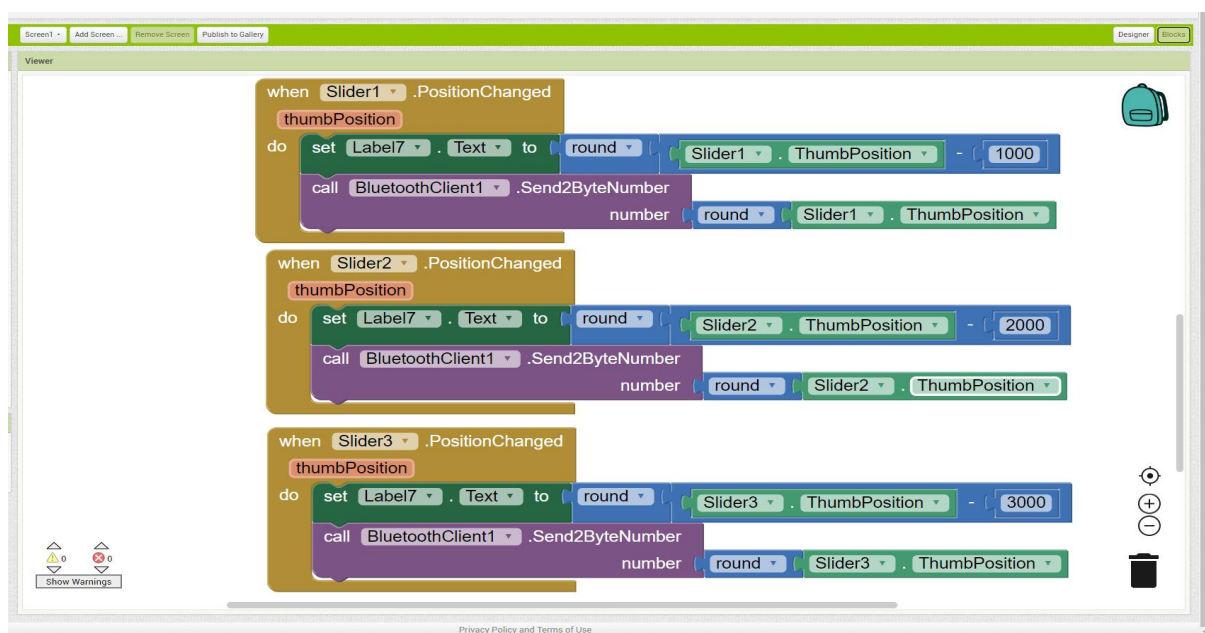 Screen1 Add Screen ... Remove Screen Publish to Gallery Designer Blocks
Viewer
when Slider1 .PositionChanged
thumbPosition
do set Label7 . Text to round Slider1 . ThumbPosition - 1000
call BluetoothClient1 .Send2ByteNumber
number round Slider1 . ThumbPosition
when Slider2 .PositionChanged
thumbPosition
do set Label7 . Text to round Slider2 . ThumbPosition - 2000
call BluetoothClient1 .Send2ByteNumber
number round Slider2 . ThumbPosition
when Slider3 .PositionChanged
thumbPosition
do set Label7 . Text to round Slider3 . ThumbPosition - 3000
call BluetoothClient1 .Send2ByteNumber
number round Slider3 . ThumbPosition
0 0
Show Warnings
Privacy Policy and Terms of Use